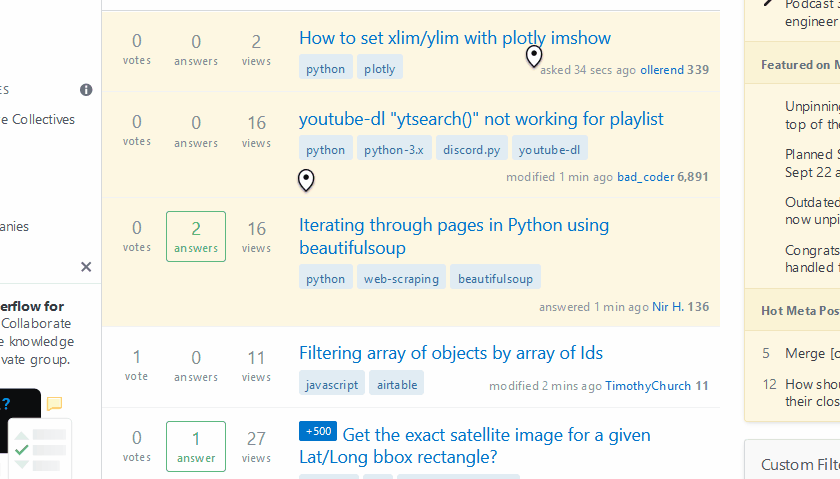 0 votes 0 answers 2 views
How to set xlim/ylim with plotly imshow
python plotly
asked 34 secs ago ollerend 339
0 votes 0 answers 16 views
youtube-dl "ytsearch()" not working for playlist
python python-3.x discord.py youtube-dl
modified 1 min ago bad_coder 6,891
0 votes 2 answers 16 views
Iterating through pages in Python using
beautifulsoup
python web-scraping beautifulsoup
answered 1 min ago Nir H. 136
1 vote 0 answers 11 views
Filtering array of objects by array of Ids
javascript airtable
modified 2 mins ago TimothyChurch 11
0 votes 1 answer 27 views
+500 Get the exact satellite image for a given
Lat/Long bbox rectangle?
ES
e Collectives
anies
erflow for
Collaborate
e knowledge
vate group.
?
Podcast
engineer
Featured on M
Unpinning
top of the
Planned S
Sept 22 a
Outdated
now unpi
Congrats
handled f
Hot Meta Pos
5 Merge [c
12 How shou
their clos
Custom Filte